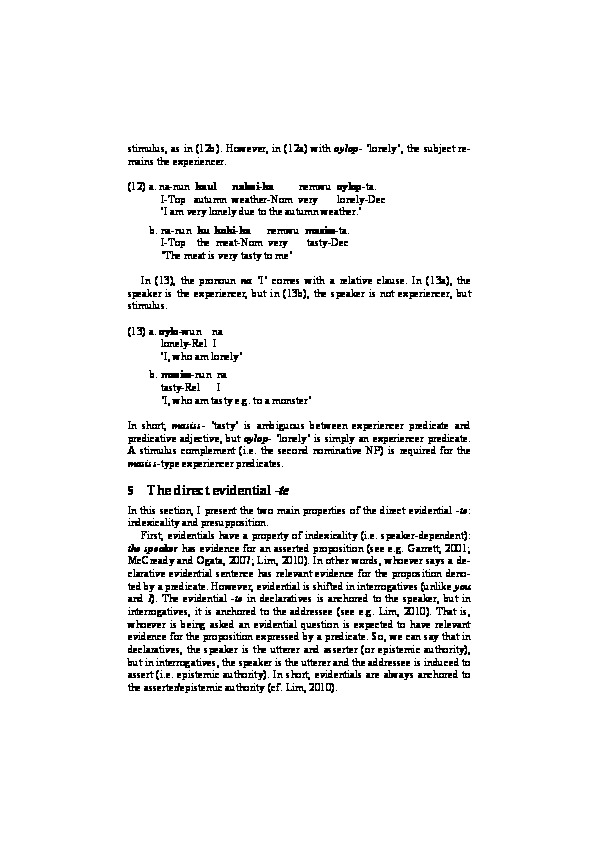 stimulus, as in (12b). However, in (12a) with oylop- "lonely", the subject re-
mains the experiencer.
(12) a. na-nun kaul nalssi-ka nemwu oylop-ta.
I-Top autumn weather-Nom very lonely-Dec
"I am very lonely due to the autumn weather."
b. na-nun ku koki-ka nemwu masiss-ta.
I-Top the meat-Nom very tasty-Dec
"The meat is very tasty to me"
In (13), the pronoun na "I" comes with a relative clause. In (13a), the
speaker is the experiencer, but in (13b), the speaker is not experiencer, but
stimulus.
(13) a. oylo-wun na
lonely-Rel I
"I, who am lonely"
b. masiss-nun na
tasty-Rel I
"I, who am tasty e.g. to a monster"
In short, masiss- "tasty" is ambiguous between experiencer predicate and
predicative adjective, but oylop- "lonely" is simply an experiencer predicate.
A stimulus complement (i.e. the second nominative NP) is required for the
masiss-type experiencer predicates.
5 The direct evidential -te
In this section, I present the two main properties of the direct evidential -te:
indexicality and presupposition.
First, evidentials have a property of indexicality (i.e. speaker-dependent):
the speaker has evidence for an asserted proposition (see e.g. Garrett, 2001;
McCready and Ogata, 2007; Lim, 2010). In other words, whoever says a de-
clarative evidential sentence has relevant evidence for the proposition deno-
ted by a predicate. However, evidential is shifted in interrogatives (unlike you
and I). The evidential -te in declaratives is anchored to the speaker, but in
interrogatives, it is anchored to the addressee (see e.g. Lim, 2010). That is,
whoever is being asked an evidential question is expected to have relevant
evidence for the proposition expressed by a predicate. So, we can say that in
declaratives, the speaker is the utterer and asserter (or epistemic authority),
but in interrogatives, the speaker is the utterer and the addressee is induced to
assert (i.e. epistemic authority). In short, evidentials are always anchored to
the asserter/epistemic authority (cf. Lim, 2010).